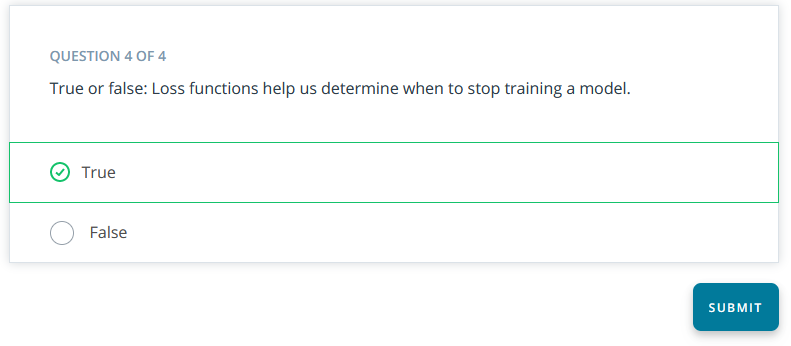 QUESTION 4 OF 4
True or false: Loss functions help us determine when to stop training a model.
True
False
SUBMIT